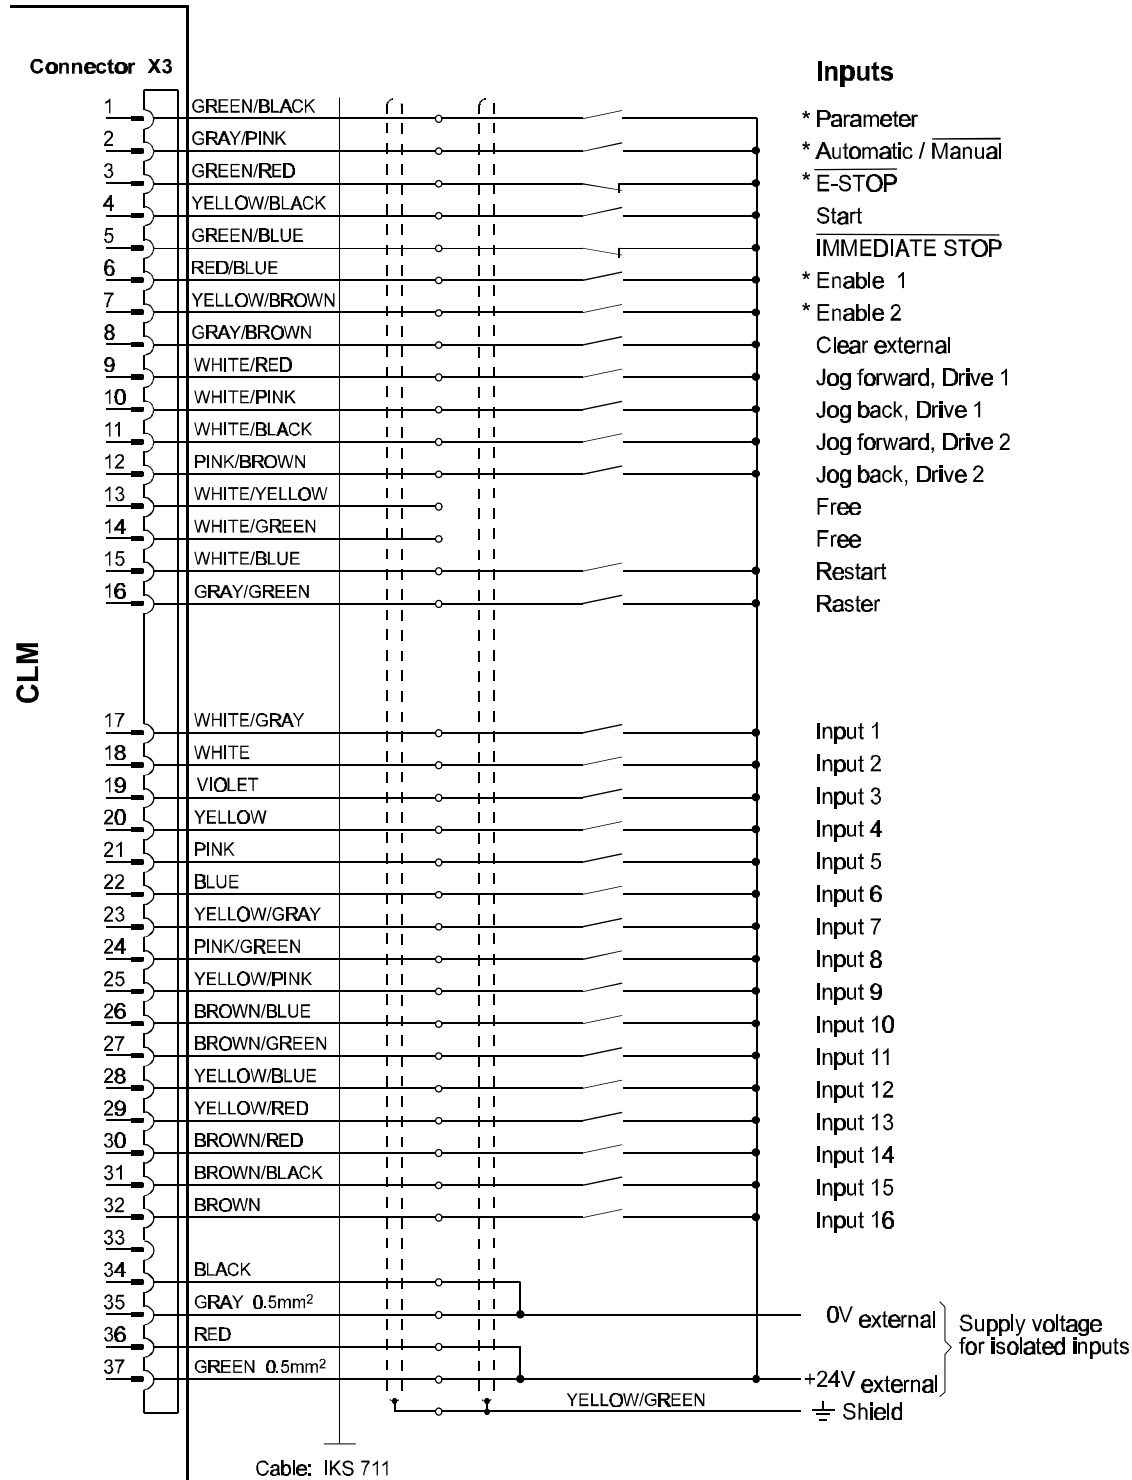 Connector X3
Inputs
1 GREEN/BLACK * Parameter
2 GRAY/PINK * Automatic / Manual
3 GREEN/RED * E-STOP
4 YELLOW/BLACK Start
5 GREEN/BLUE IMMEDIATE STOP
6 RED/BLUE * Enable 1
7 YELLOW/BROWN * Enable 2
8 GRAY/BROWN Clear external
9 WHITE/RED Jog forward, Drive 1
10 WHITE/PINK Jog back, Drive 1
11 WHITE/BLACK Jog forward, Drive 2
12 PINK/BROWN Jog back, Drive 2
13 WHITE/YELLOW Free
14 WHITE/GREEN Free
15 WHITE/BLUE Restart
16 GRAY/GREEN Raster
CLM
17 WHITE/GRAY Input 1
18 WHITE Input 2
19 VIOLET Input 3
20 YELLOW Input 4
21 PINK Input 5
22 BLUE Input 6
23 YELLOW/GRAY Input 7
24 PINK/GREEN Input 8
25 YELLOW/PINK Input 9
26 BROWN/BLUE Input 10
27 BROWN/GREEN Input 11
28 YELLOW/BLUE Input 12
29 YELLOW/RED Input 13
30 BROWN/RED Input 14
31 BROWN/BLACK Input 15
32 BROWN Input 16
33
34 BLACK
35 GRAY 0.5mm² 0V external
36 RED
Supply voltage
for isolated inputs
37 GREEN 0.5mm² +24V external
YELLOW/GREEN Shield
Cable: IKS 711